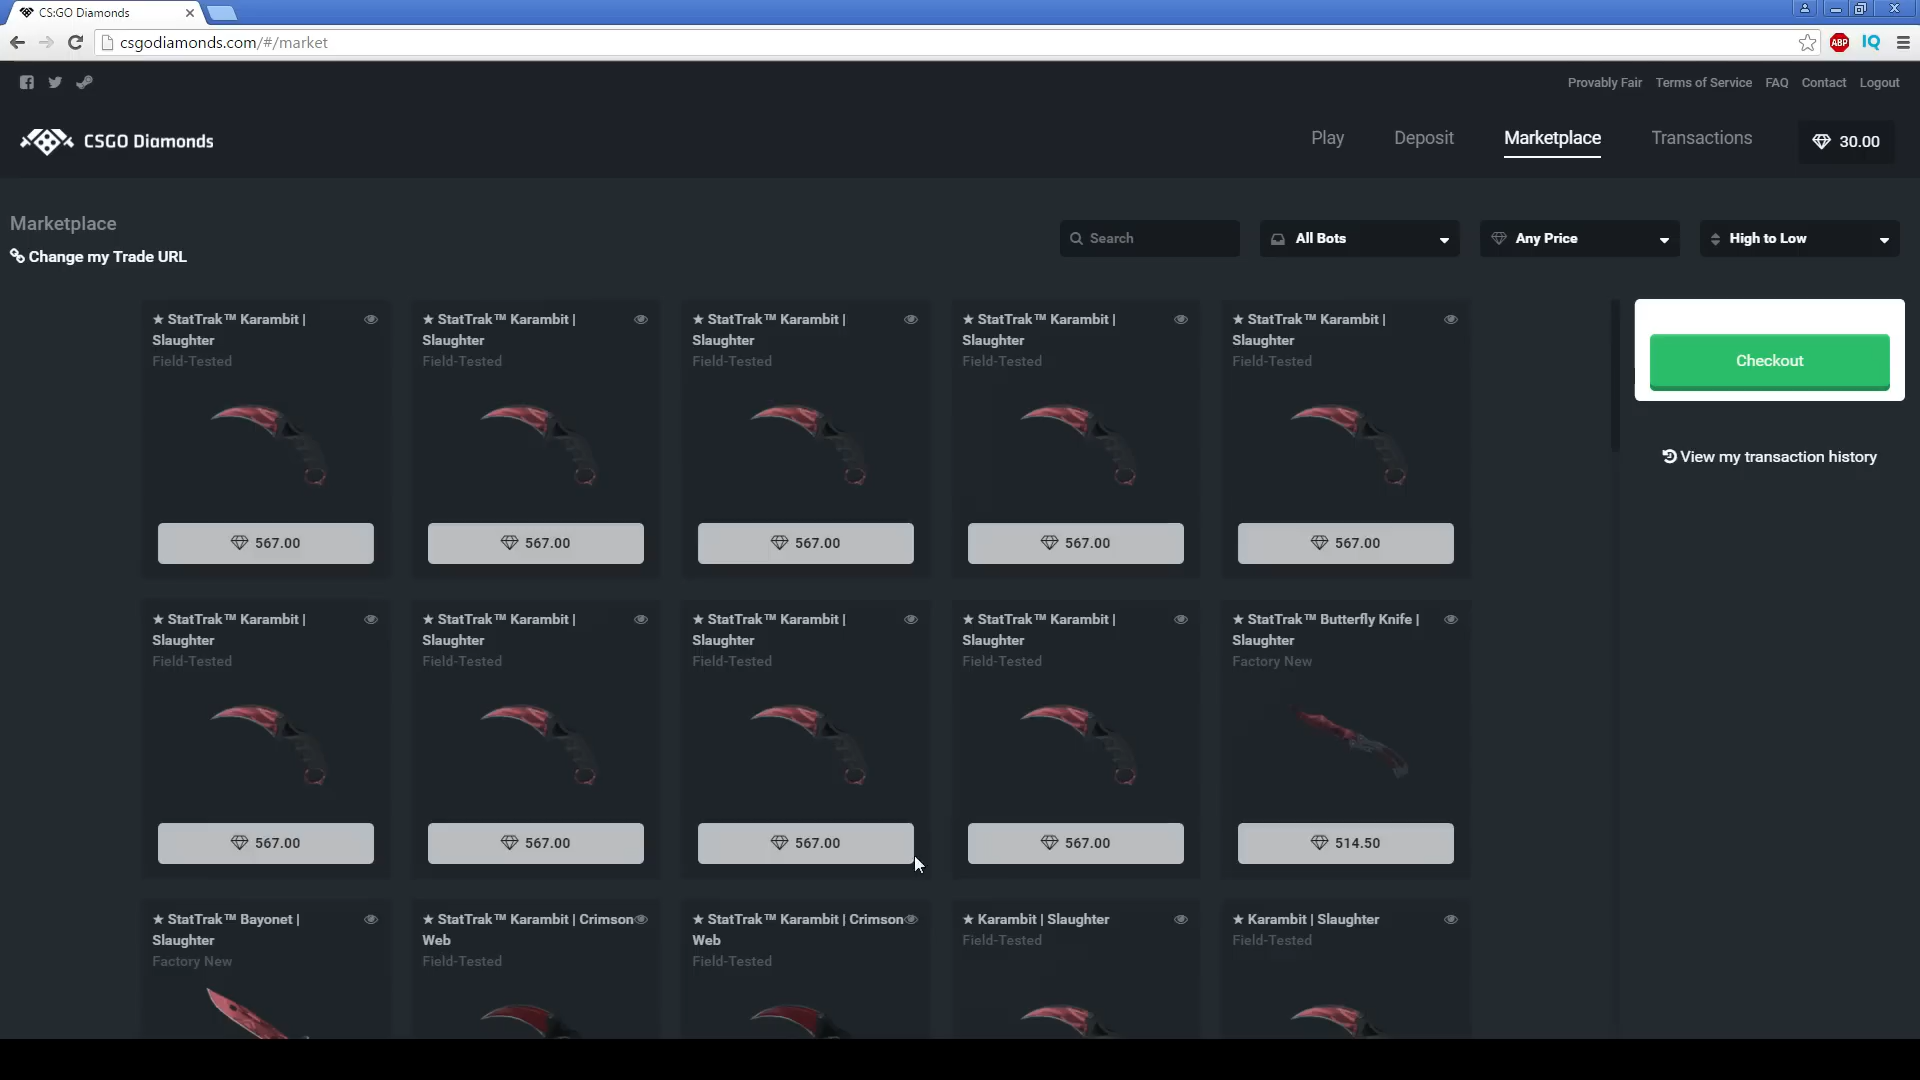 CS:GO Diamonds
csgodiamonds.com/#/market
ABP
IQ
Provably Fair
Terms of Service
FAQ
Contact
Logout
CSGO Diamonds
Play
Deposit
Marketplace
Transactions
30.00
Marketplace
Change my Trade URL
Search
All Bots
Any Price
High to Low
★ StatTrak™ Karambit |
Slaughter
Field-Tested
567.00
★ StatTrak™ Karambit |
Slaughter
Field-Tested
567.00
★ StatTrak™ Karambit |
Slaughter
Field-Tested
567.00
★ StatTrak™ Karambit |
Slaughter
Field-Tested
567.00
★ StatTrak™ Karambit |
Slaughter
Field-Tested
567.00
Checkout
View my transaction history
★ StatTrak™ Karambit |
Slaughter
Field-Tested
567.00
★ StatTrak™ Karambit |
Slaughter
Field-Tested
567.00
★ StatTrak™ Karambit |
Slaughter
Field-Tested
567.00
★ StatTrak™ Karambit |
Slaughter
Field-Tested
567.00
★ StatTrak™ Butterfly Knife |
Slaughter
Factory New
514.50
★ StatTrak™ Bayonet |
Slaughter
Factory New
★ StatTrak™ Karambit | Crimson
Web
Field-Tested
★ StatTrak™ Karambit | Crimson
Web
Field-Tested
★ Karambit | Slaughter
Field-Tested
★ Karambit | Slaughter
Field-Tested